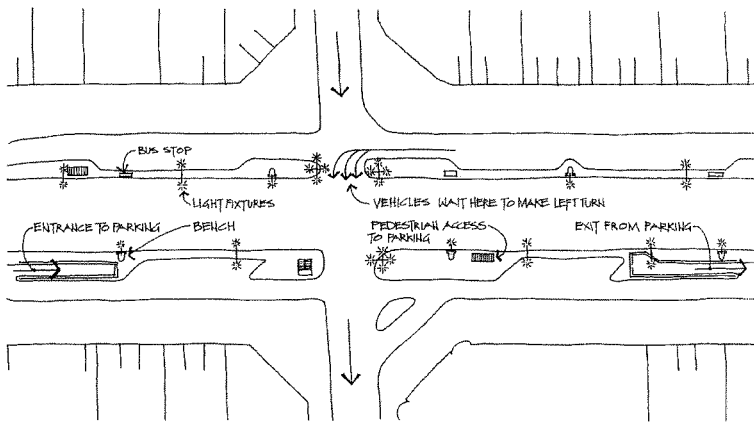 BUS STOP
LIGHT FIXTURES
VEHICLES WAIT HERE TO MAKE LEFT TURN
ENTRANCE TO PARKING
BENCH
PEDESTRIAN ACCESS
TO PARKING
EXIT FROM PARKING